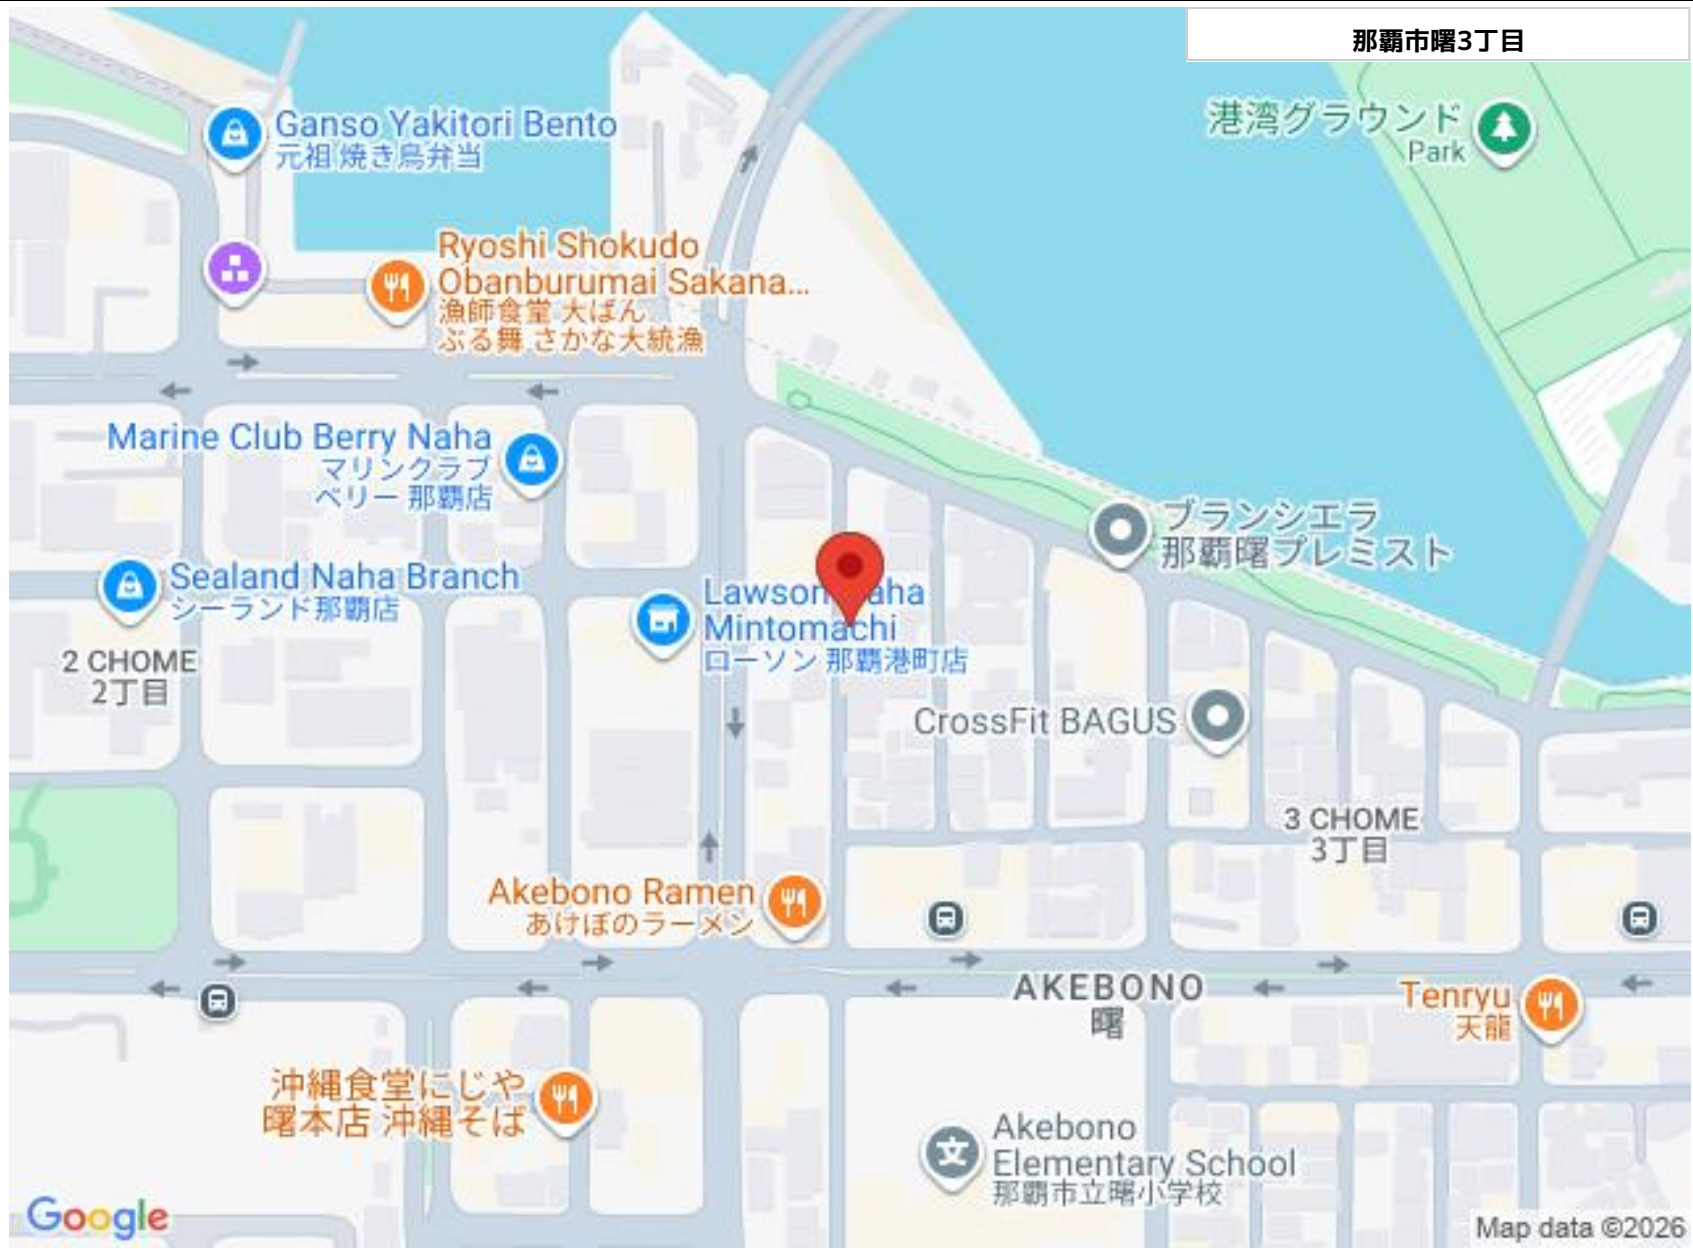 那覇市曙3丁目
港湾グラウンド
Park
Ganso Yakitori Bento
元祖 焼き鳥弁当
Ryoshi Shokudo
Obanburumai Sakana...
漁師食堂 大ばん
ぶる舞 さかな大統漁
Marine Club Berry Naha
マリンクラブ
ベリー 那覇店
ブランシエラ
那覇曙プレミスト
Sealand Naha Branch
シーランド那覇店
Lawson Naha
Mintomachi
ローソン 那覇港町店
2 CHOME
2丁目
CrossFit BAGUS
3 CHOME
3丁目
Akebono Ramen
あけぼのラーメン
AKEBONO
曙
Tenryu
天龍
沖縄食堂にじや
曙本店 沖縄そば
文
Akebono
Elementary School
那覇市立曙小学校
Google
Map data ©2026